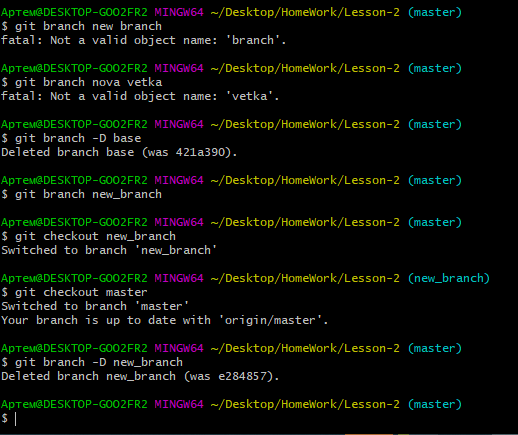 Артем@DESKTOP-GOO2FR2 MINGW64 ~/Desktop/HomeWork/Lesson-2 (master)
$ git branch new branch
fatal: Not a valid object name: 'branch'.
Артем@DESKTOP-GOO2FR2 MINGW64 ~/Desktop/HomeWork/Lesson-2 (master)
$ git branch nova vetka
fatal: Not a valid object name: 'vetka'.
Артем@DESKTOP-GOO2FR2 MINGW64 ~/Desktop/HomeWork/Lesson-2 (master)
$ git branch -D base
Deleted branch base (was 421a390).
Артем@DESKTOP-GOO2FR2 MINGW64 ~/Desktop/HomeWork/Lesson-2 (master)
$ git branch new_branch
Артем@DESKTOP-GOO2FR2 MINGW64 ~/Desktop/HomeWork/Lesson-2 (master)
$ git checkout new_branch
Switched to branch 'new_branch'
Артем@DESKTOP-GOO2FR2 MINGW64 ~/Desktop/HomeWork/Lesson-2 (new_branch)
$ git checkout master
Switched to branch 'master'
Your branch is up to date with 'origin/master'.
Артем@DESKTOP-GOO2FR2 MINGW64 ~/Desktop/HomeWork/Lesson-2 (master)
$ git branch -D new_branch
Deleted branch new_branch (was e284857).
Артем@DESKTOP-GOO2FR2 MINGW64 ~/Desktop/HomeWork/Lesson-2 (master)
$